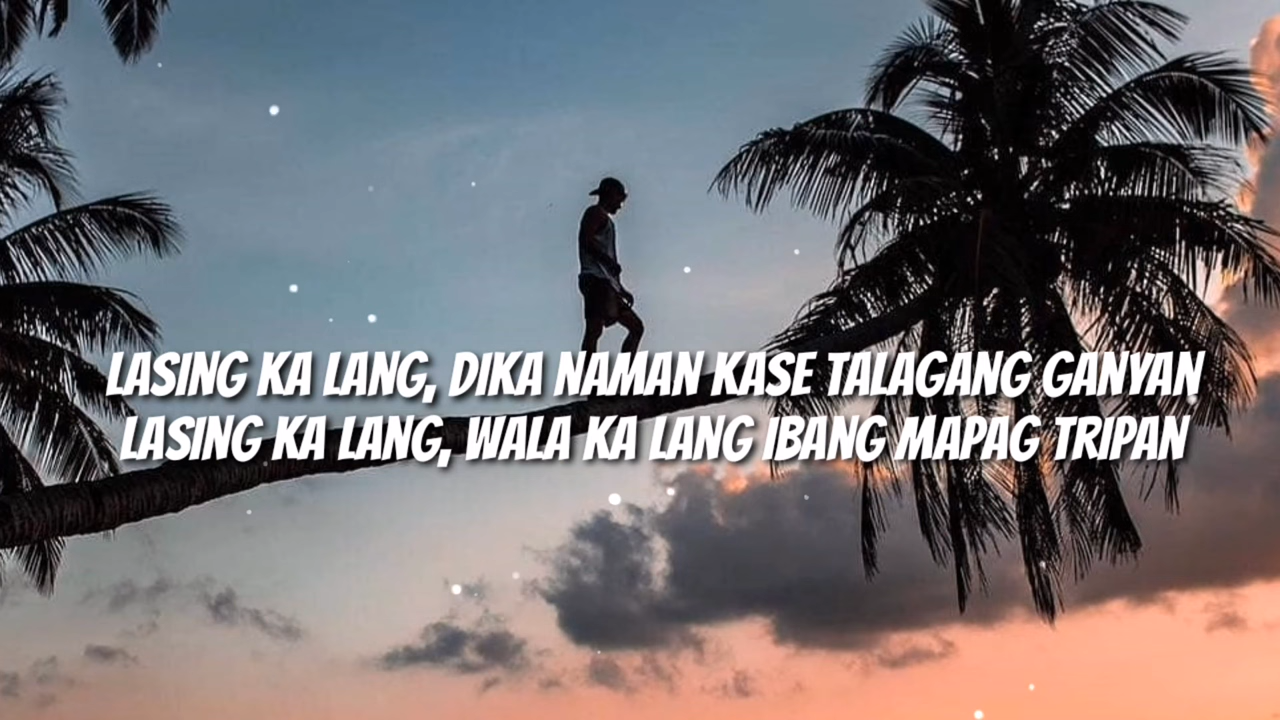 LASING KA LANG, DIKA NAMAN KASE TALAGANG GANYAN
LASING KA LANG, WALA KA LANG IBANG MAPAG TRIPAN